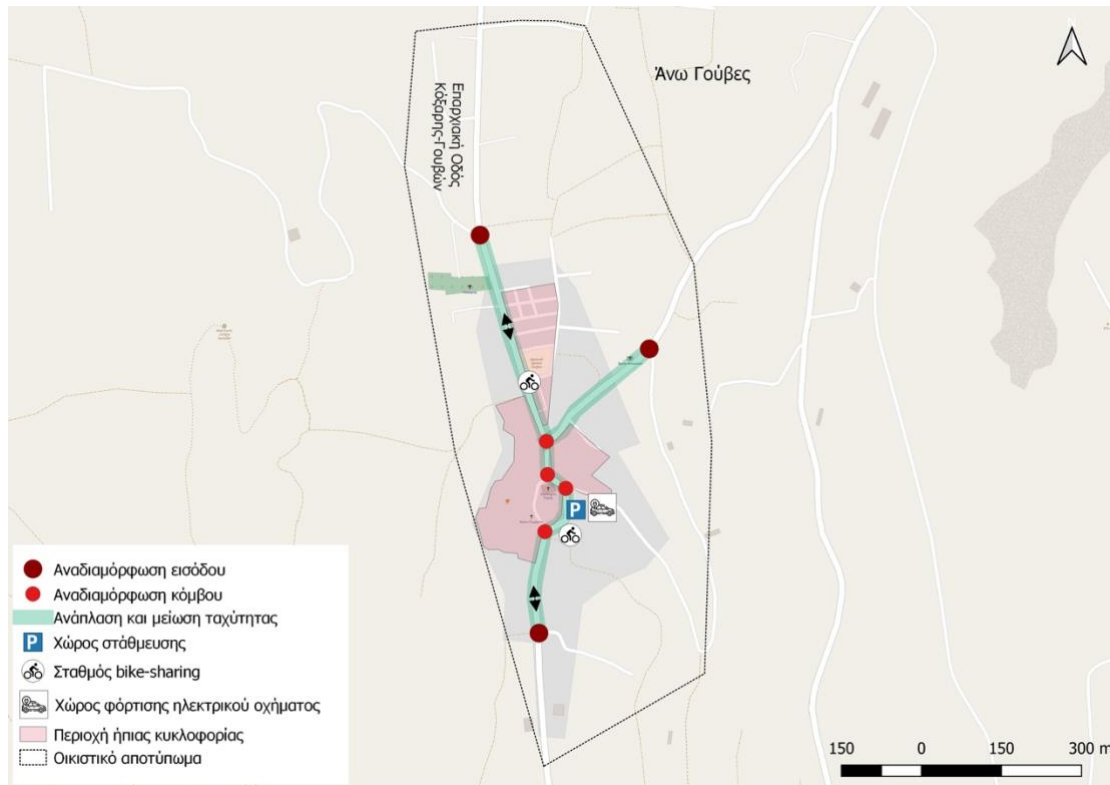 Άνω Γούβες
Επαρχιακή Οδός
Κόξαρης-Γουβών
P
P
Αναδιαμόρφωση εισόδου
Αναδιαμόρφωση κόμβου
Ανάπλαση και μείωση ταχύτητας
Χώρος στάθμευσης
Σταθμός bike-sharing
Χώρος φόρτισης ηλεκτρικού οχήματος
Περιοχή ήπιας κυκλοφορίας
Οικιστικό αποτύπωμα
150 0 150 300 m